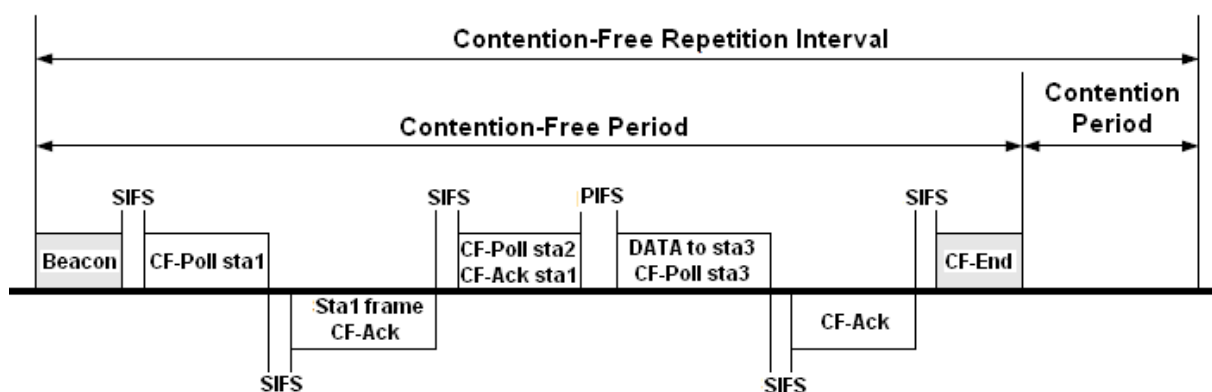 Contention-Free Repetition Interval
Contention-Free Period
Contention
Period
SIFS
SIFS
PIFS
SIFS
Beacon
CF-Poll sta1
CF-Poll sta2
CF-Ack sta1
DATA to sta3
CF-Poll sta3
CF-End
Sta1 frame
CF-Ack
CF-Ack
SIFS
SIFS